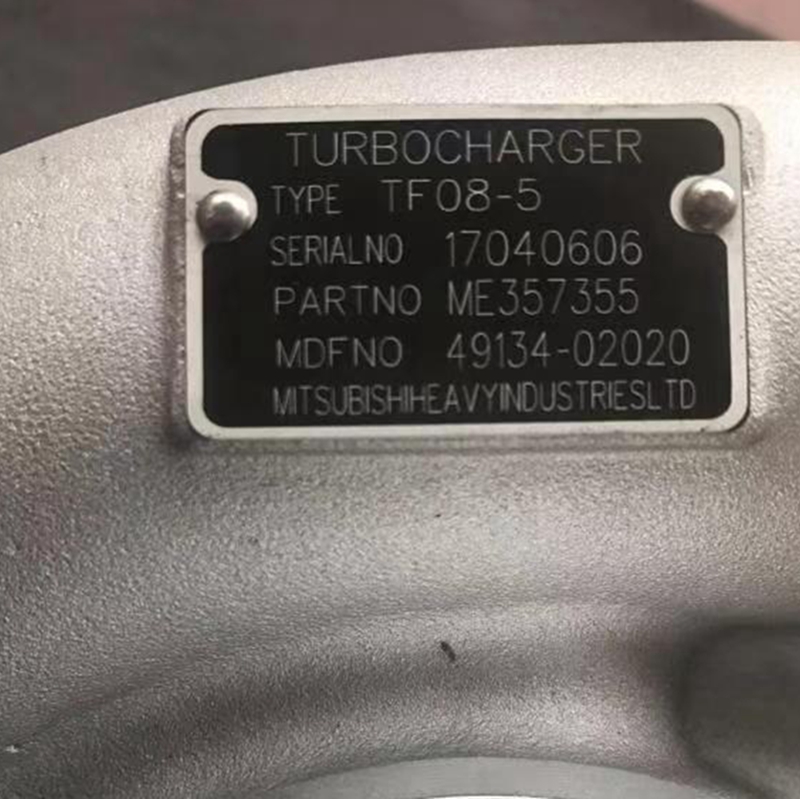 TURBOCHARGER
TYPE TF08-5
SERIALNO 17040606
PARTNO ME357355
MDFNO 49134-02020
MITSUBISHIHEAVYINDUSTRIESLTD